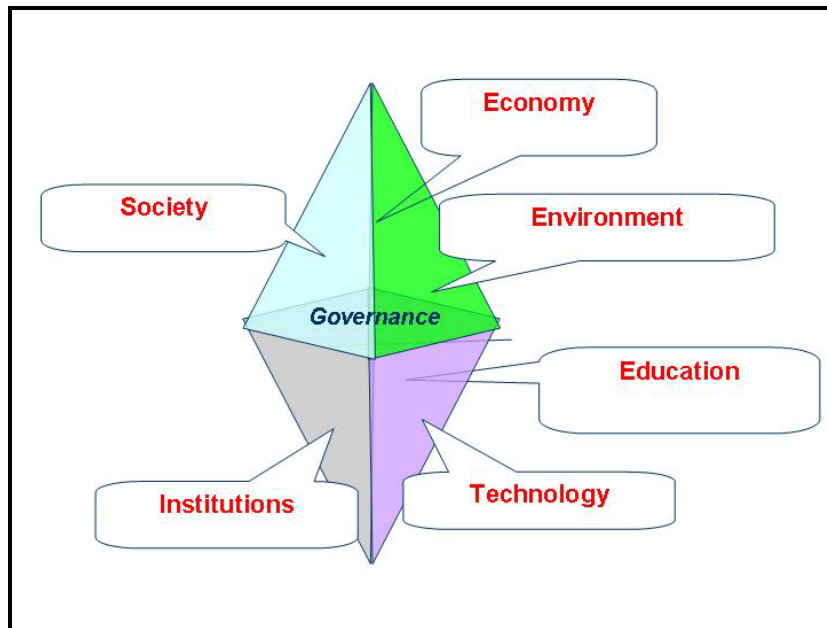 Economy
Society
Environment
Governance
Education
Institutions
Technology